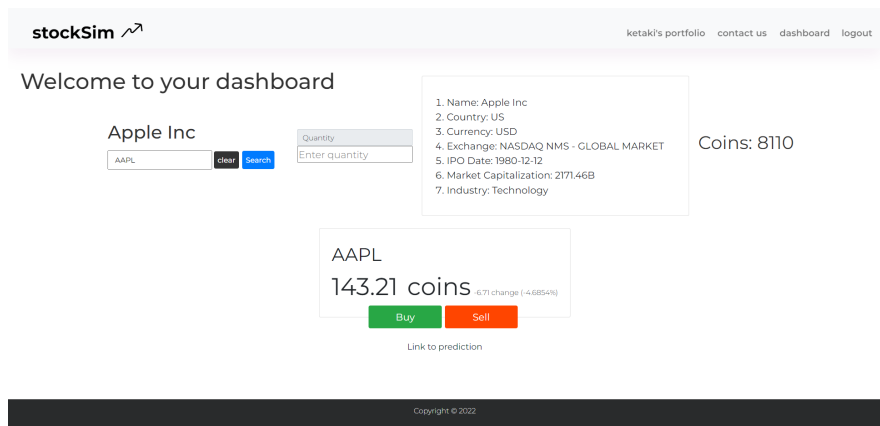 stockSim
ketaki's portfolio contact us dashboard logout
Welcome to your dashboard
Apple Inc
AAPL clear Search
Quantity
Enter quantity
1. Name: Apple Inc
2. Country: US
3. Currency: USD
4. Exchange: NASDAQ NMS - GLOBAL MARKET
5. IPO Date: 1980-12-12
6. Market Capitalization: 2171.46B
7. Industry: Technology
Coins: 8110
AAPL
143.21 coins -6.71 change (-4.6854%)
Buy Sell
Link to prediction
Copyright © 2022